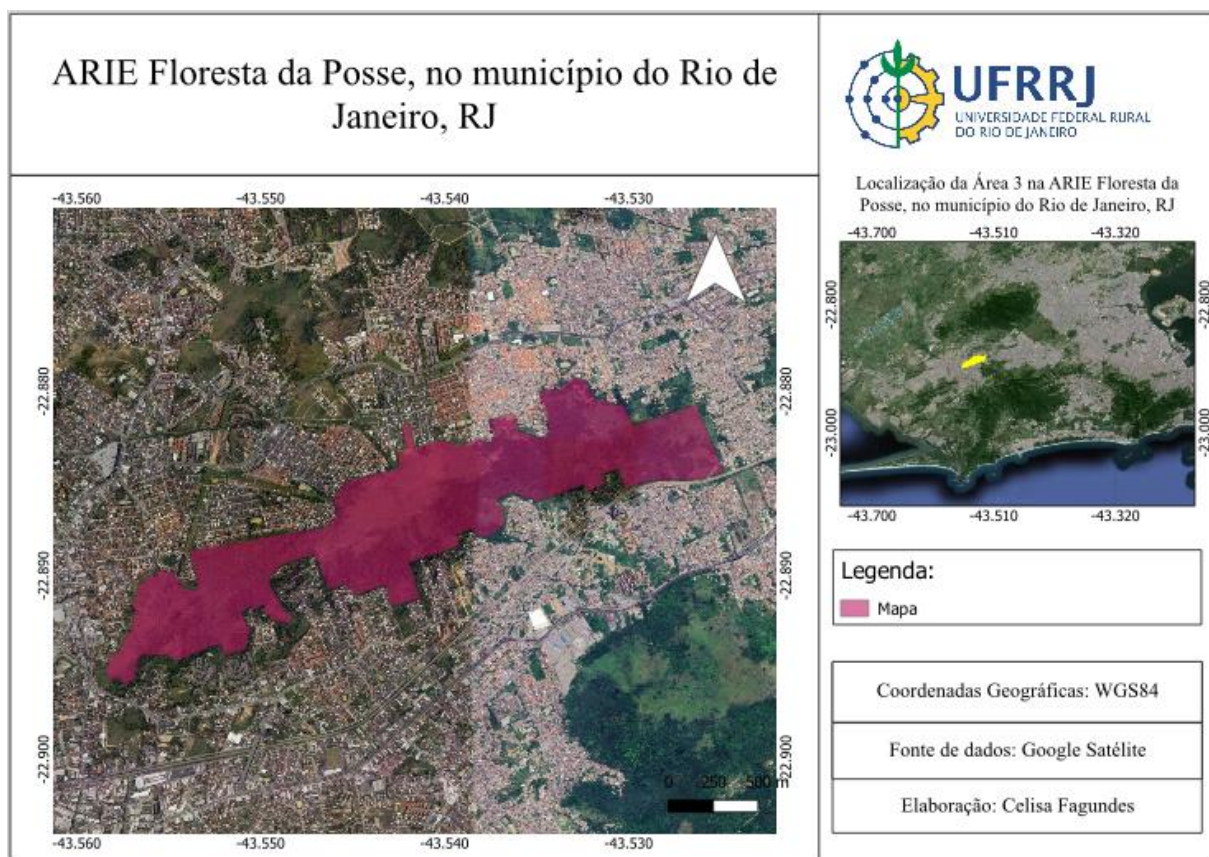 ARIE Floresta da Posse, no município do Rio de
Janeiro, RJ
-43.560 -43.550 -43.540 -43.530
-22.880 -22.880
-22.890 -22.890
-22.900 -22.900
0 250 500 m
-43.560 -43.550 -43.540 -43.530
UFRRJ
UNIVERSIDADE FEDERAL RURAL
DO RIO DE JANEIRO
Localização da Área 3 na ARIE Floresta da
Posse, no município do Rio de Janeiro, RJ
-43.700 -43.510 -43.320
-22.800 -22.800
-23.000 -23.000
-43.700 -43.510 -43.320
Legenda:
Mapa
Coordenadas Geográficas: WGS84
Fonte de dados: Google Satélite
Elaboração: Celisa Fagundes